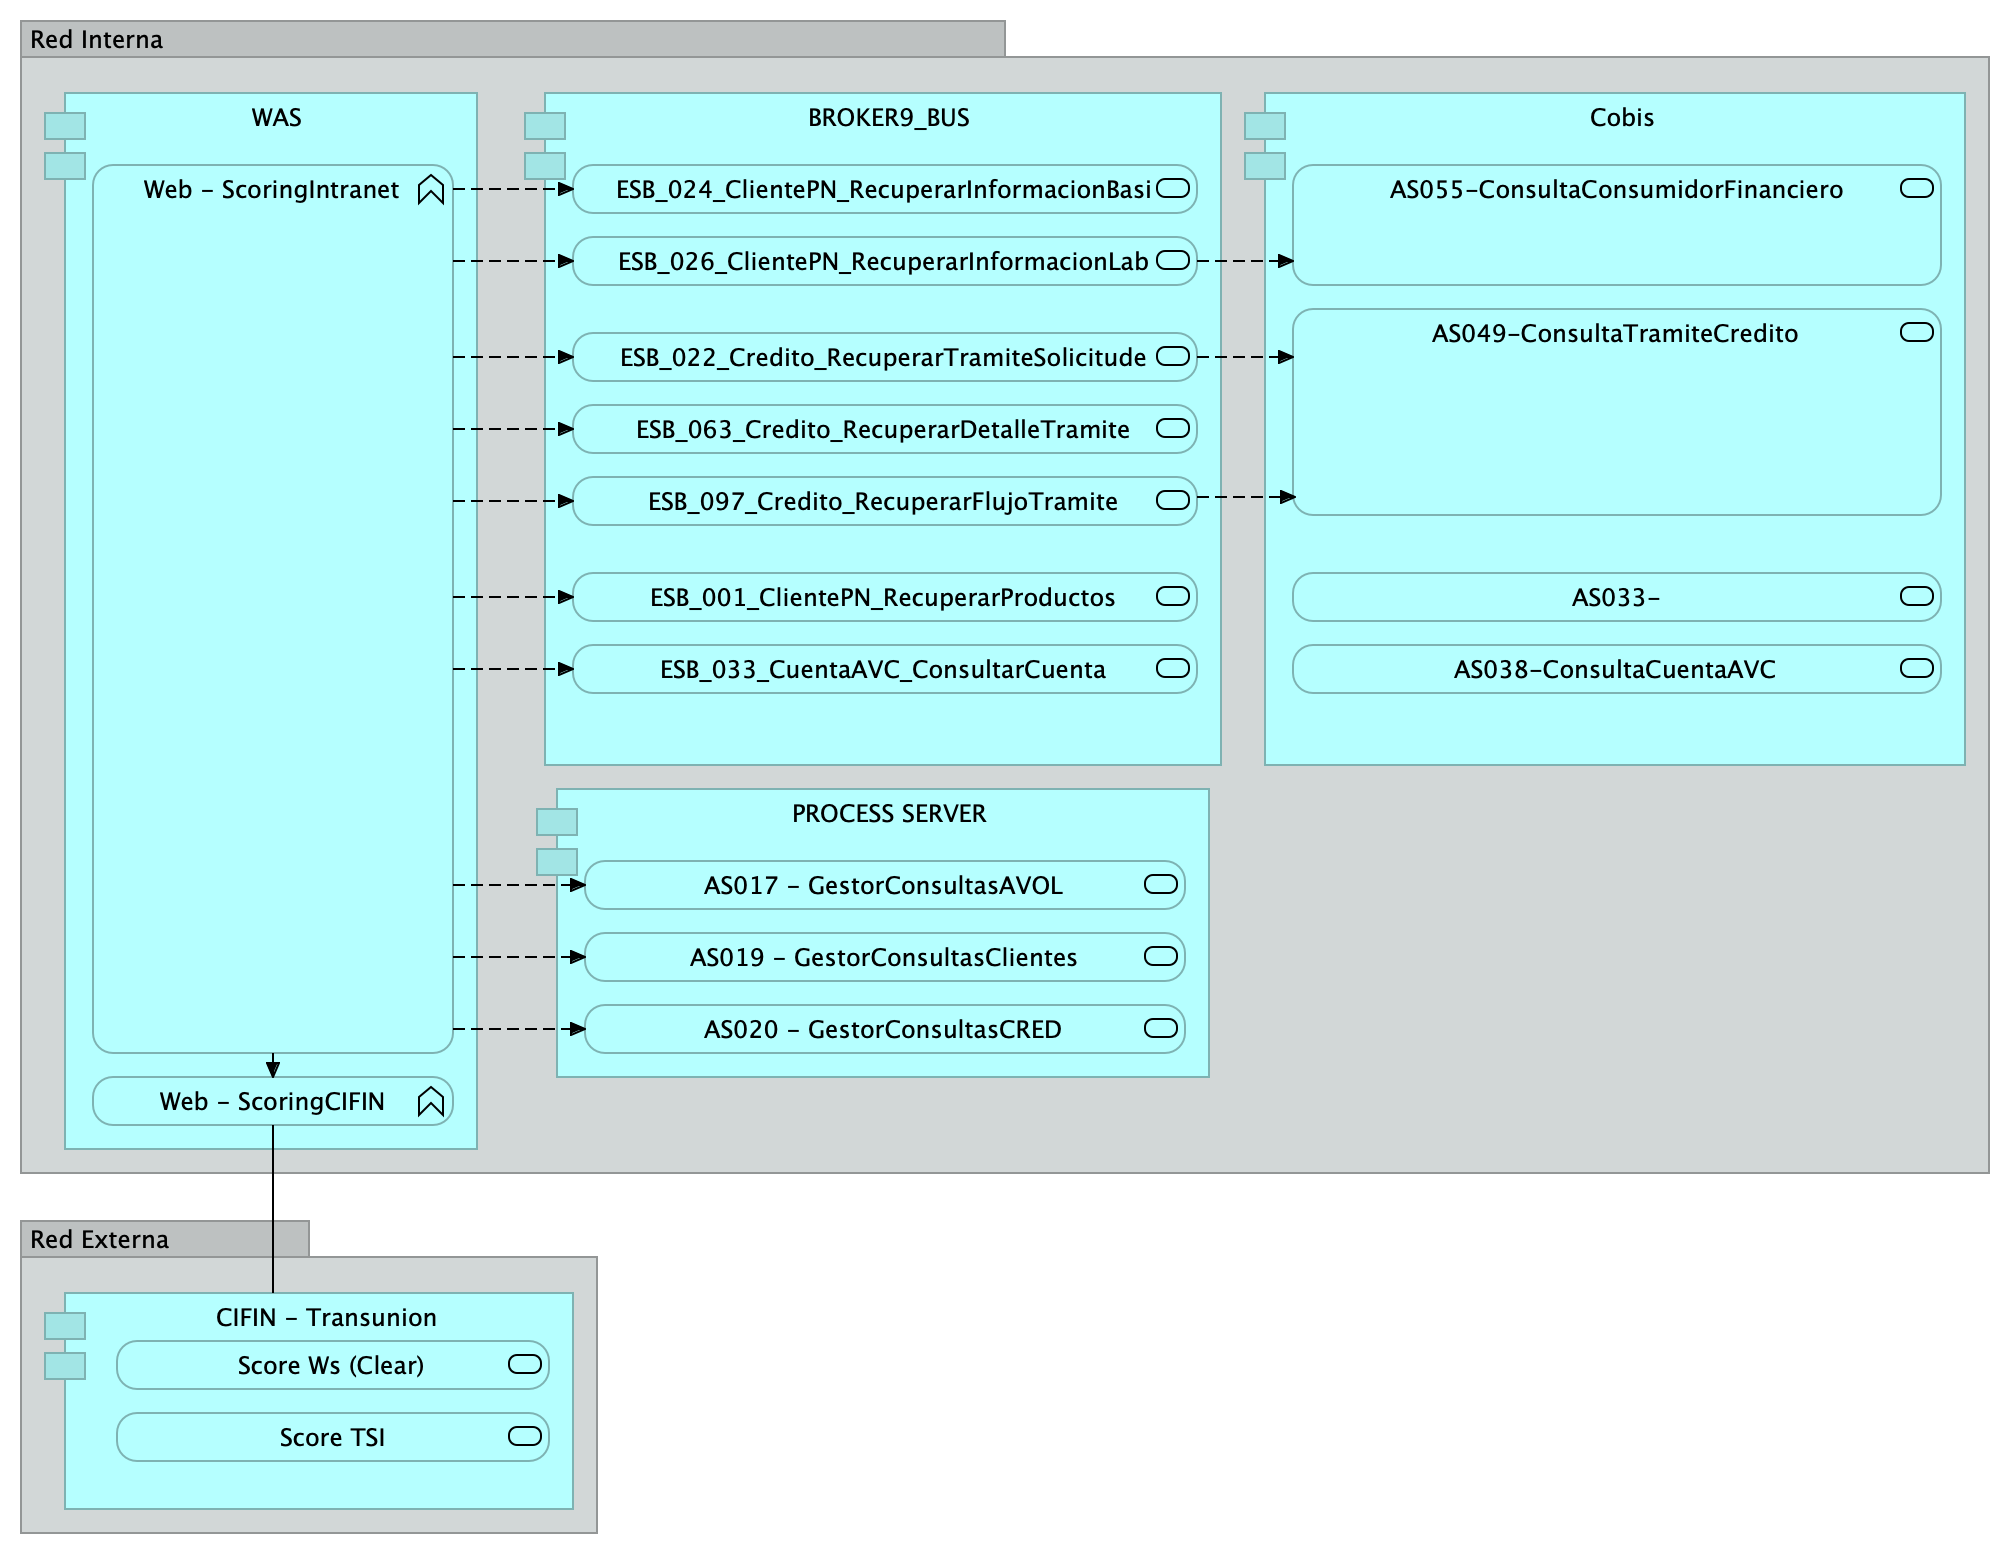 Red Interna
WAS
Web - ScoringIntranet
Web - ScoringCIFIN
BROKER9_BUS
ESB_024_ClientePN_RecuperarInformacionBasi
ESB_026_ClientePN_RecuperarInformacionLab
ESB_022_Credito_RecuperarTramiteSolicitude
ESB_063_Credito_RecuperarDetalleTramite
ESB_097_Credito_RecuperarFlujoTramite
ESB_001_ClientePN_RecuperarProductos
ESB_033_CuentaAVC_ConsultarCuenta
Cobis
AS055-ConsultaConsumidorFinanciero
AS049-ConsultaTramiteCredito
AS033-
AS038-ConsultaCuentaAVC
PROCESS SERVER
AS017 - GestorConsultasAVOL
AS019 - GestorConsultasClientes
AS020 - GestorConsultasCRED
Red Externa
CIFIN - Transunion
Score Ws (Clear)
Score TSI